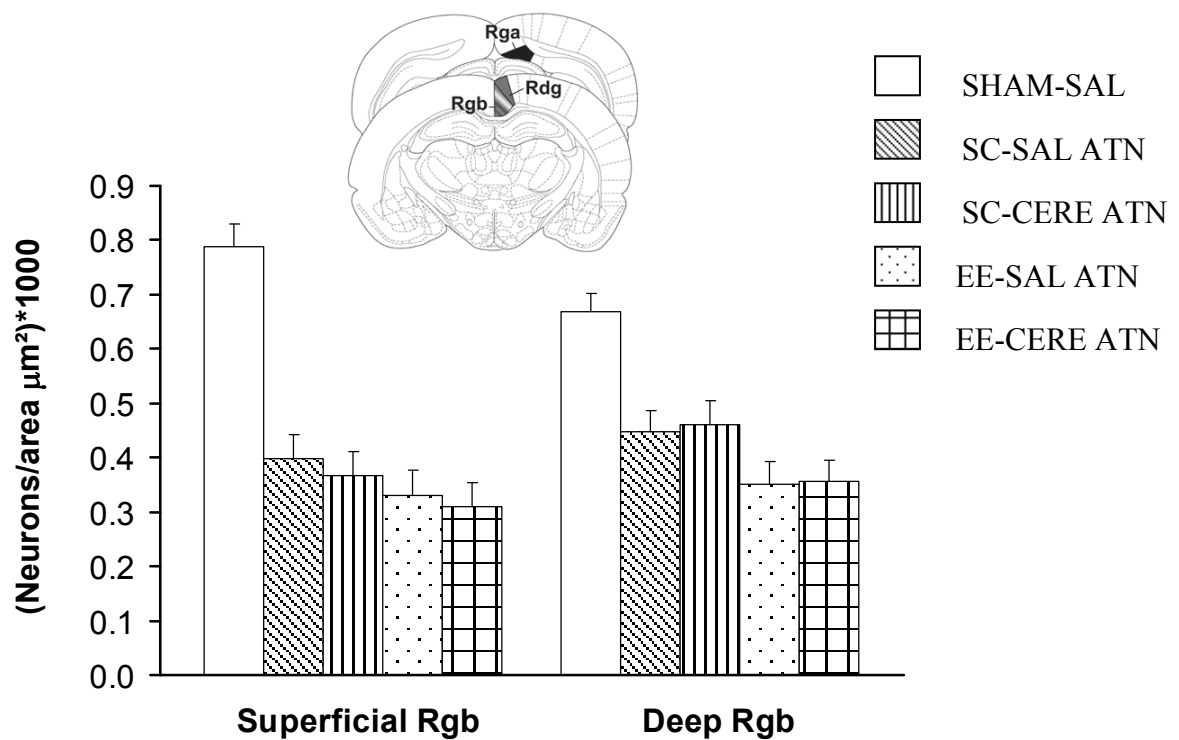 Rga
Rdg
Rgb
SHAM-SAL
SC-SAL ATN
SC-CERE ATN
EE-SAL ATN
EE-CERE ATN
(Neurons/area μm²)*1000
0.9
0.8
0.7
0.6
0.5
0.4
0.3
0.2
0.1
0.0
Superficial Rgb
Deep Rgb